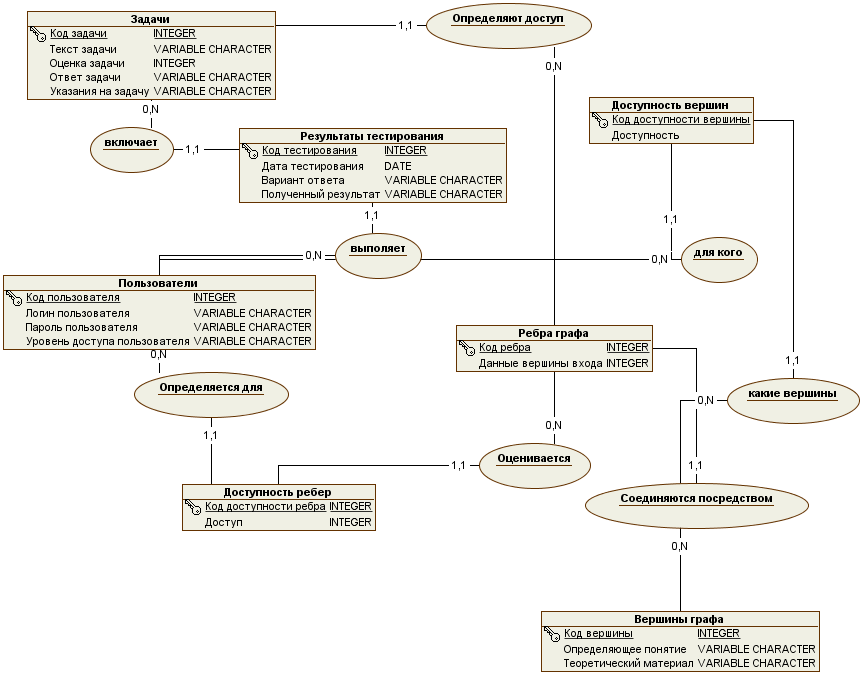 Задачи
Код задачи INTEGER
Текст задачи VARIABLE CHARACTER
Оценка задачи INTEGER
Ответ задачи VARIABLE CHARACTER
Указания на задачу VARIABLE CHARACTER
1,1
Определяют доступ
0,N
0,N
включает
1,1
Результаты тестирования
Код тестирования INTEGER
Дата тестирования DATE
Вариант ответа VARIABLE CHARACTER
Полученный результат VARIABLE CHARACTER
Доступность вершин
Код доступности вершины
Доступность
1,1
выполяет
0,N
1,1
0,N
для кого
Пользователи
Код пользователя INTEGER
Логин пользователя VARIABLE CHARACTER
Пароль пользователя VARIABLE CHARACTER
Уровень доступа пользователя VARIABLE CHARACTER
Ребра графа
Код ребра INTEGER
Данные вершины входа INTEGER
0,N
Определяется для
1,1
1,1
какие вершины
0,N
0,N
Оценивается
1,1
1,1
Доступность ребер
Код доступности ребра INTEGER
Доступ INTEGER
Соединяются посредством
0,N
Вершины графа
Код вершины INTEGER
Определяющее понятие VARIABLE CHARACTER
Теоретический материал VARIABLE CHARACTER